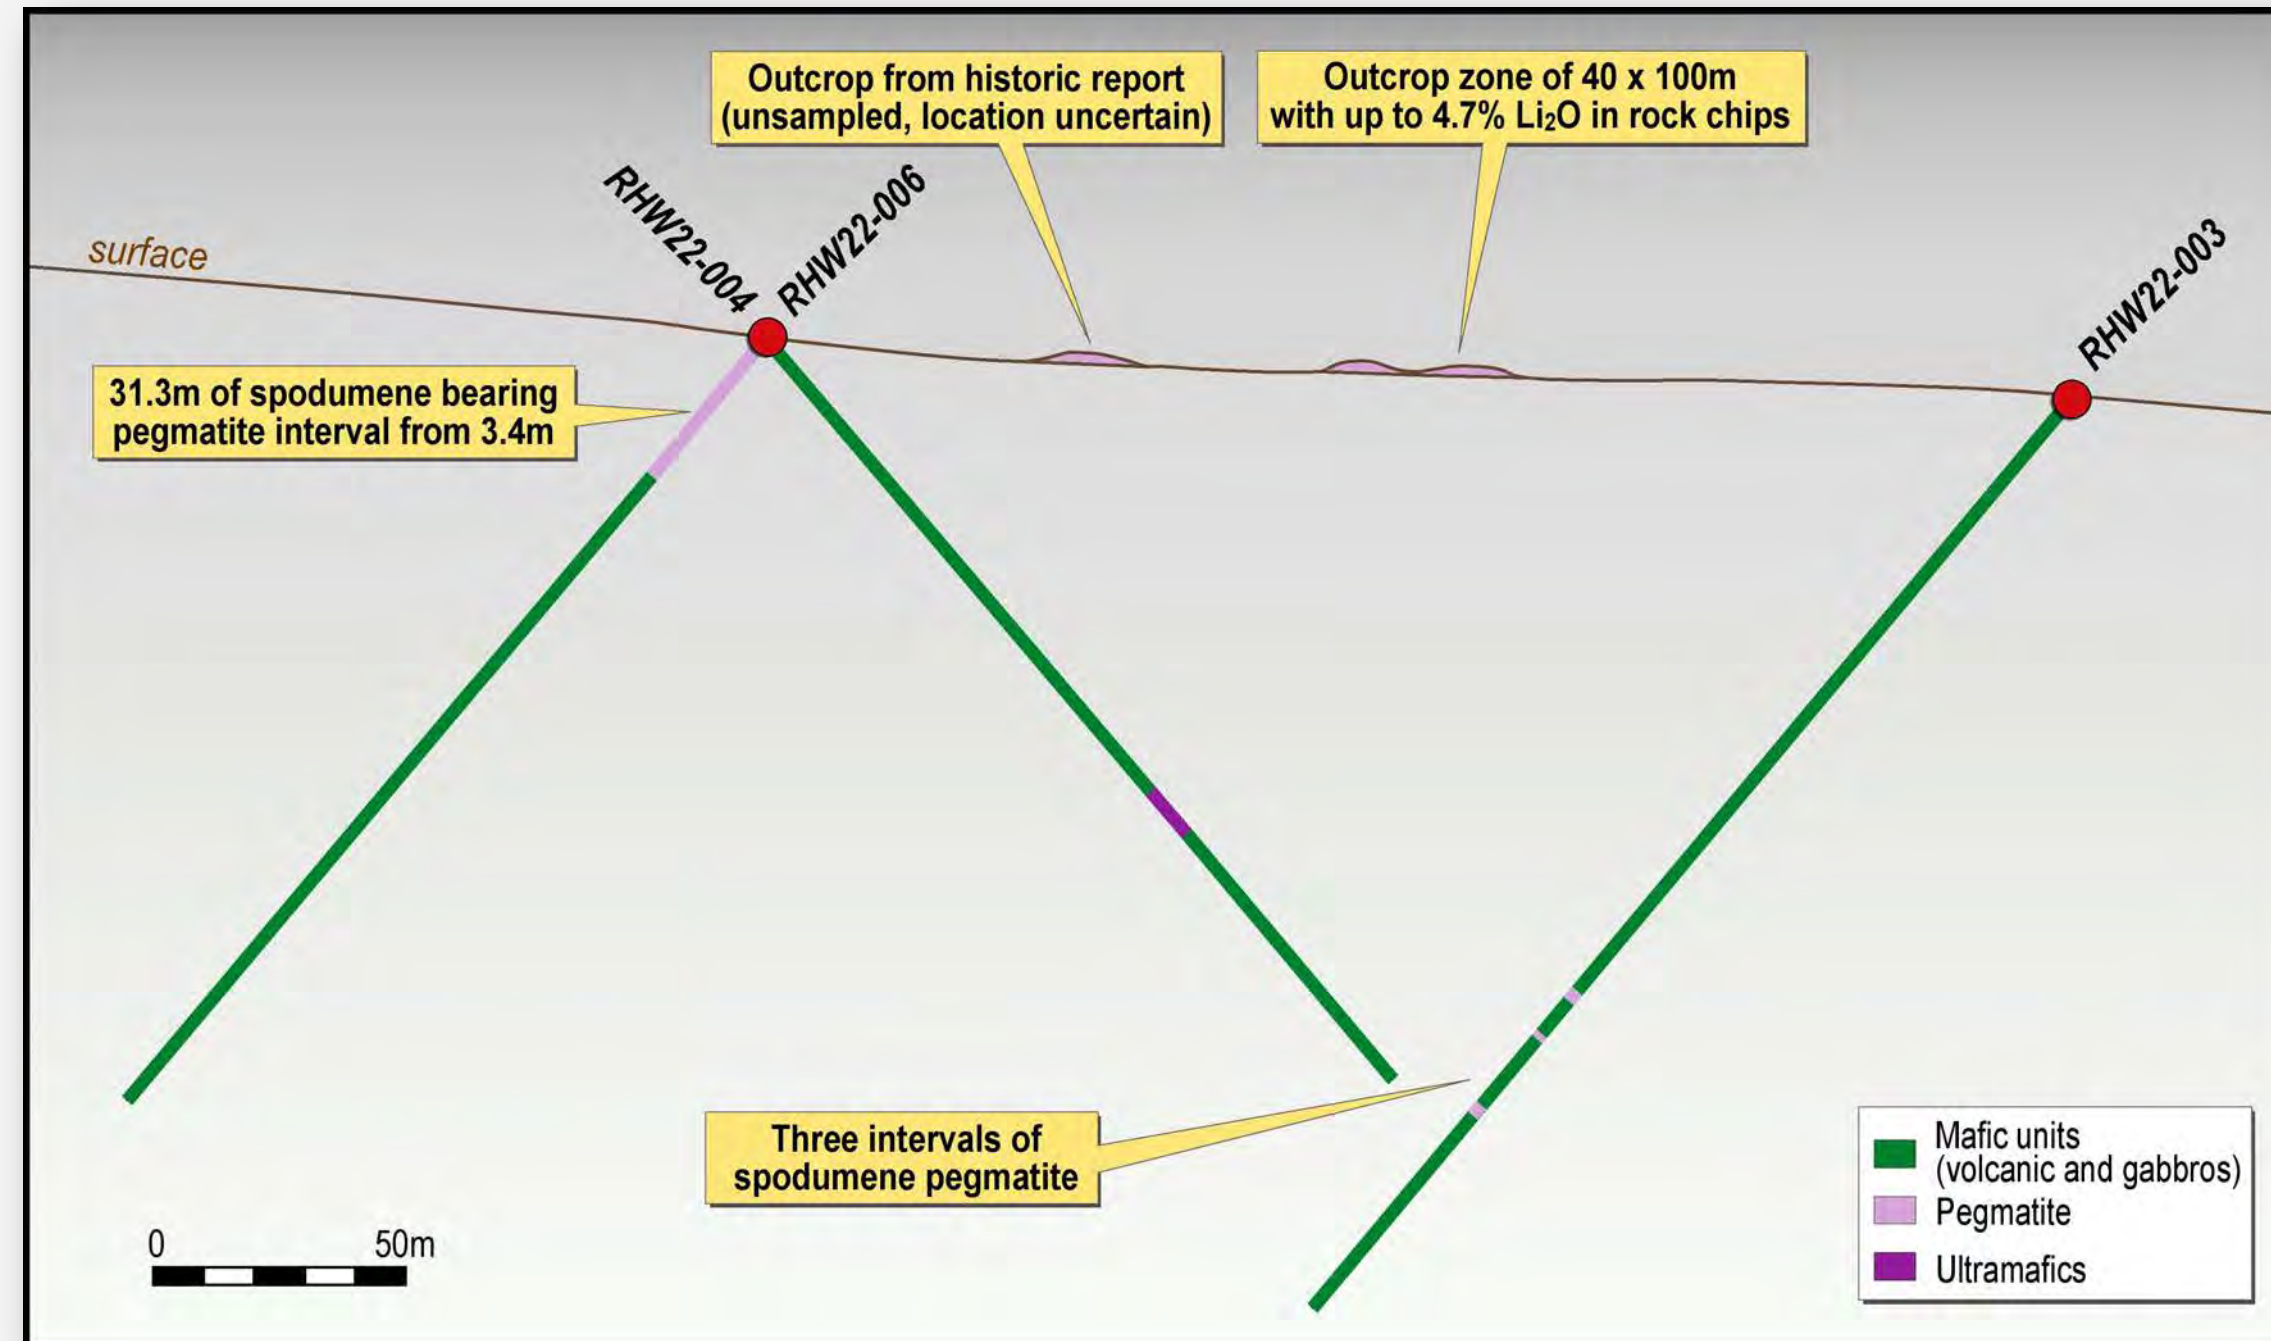 Outcrop from historic report
(unsampled, location uncertain)
Outcrop zone of 40 x 100m
with up to 4.7% Li₂O in rock chips
RHW22-004
RHW22-006
RHW22-003
surface
31.3m of spodumene bearing
pegmatite interval from 3.4m
Three intervals of
spodumene pegmatite
0 50m
Mafic units
(volcanic and gabbros)
Pegmatite
Ultramafics